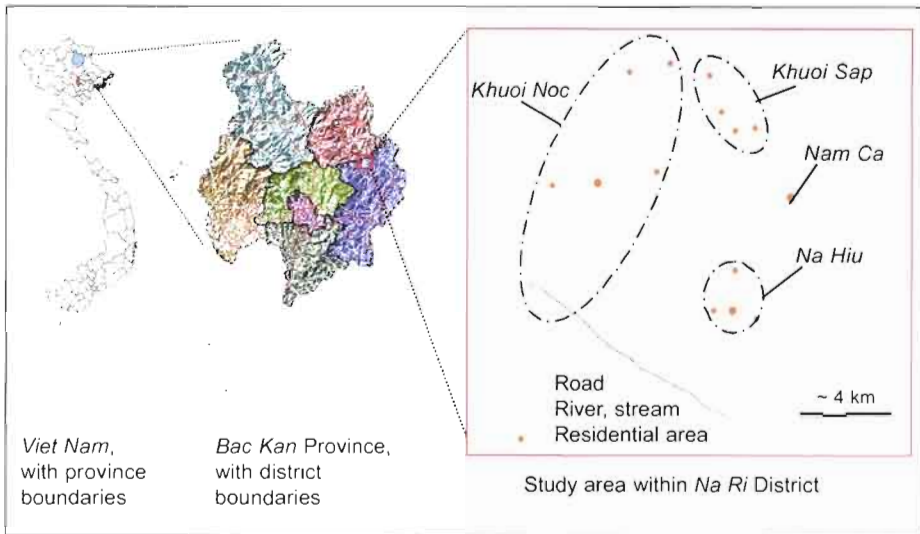 Khuoi Noc
Khuoi Sap
Nam Ca
Na Hiu
Road
River, stream
Residential area
~ 4 km
Viet Nam,
with province
boundaries
Bac Kan Province,
with district
boundaries
Study area within Na Ri District